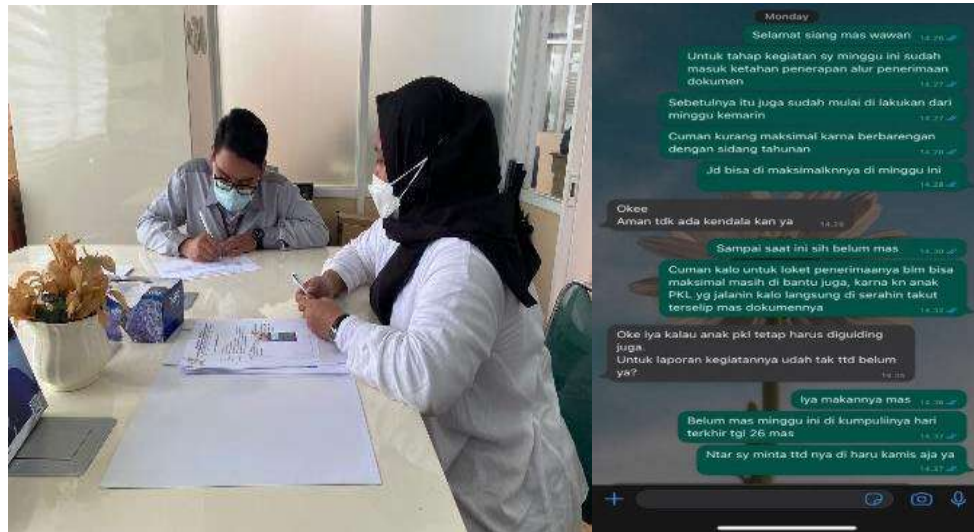 Monday
Selamat siang mas wawan 14.26
Untuk tahap kegiatan sy minggu ini sudah
masuk ketahan penerapan alur penerimaan
dokumen 14.27
Sebetulnya itu juga sudah mulai di lakukan dari
minggu kemarin 14.27
Cuman kurang maksimal karna berbarengan
dengan sidang tahunan 14.28
Jd bisa di maksimalknnya di minggu ini
14.28
Okee
Aman tdk ada kendala kan ya 14.29
Sampai saat ini sih belum mas 14.30
Cuman kalo untuk loket penerimaanya blm bisa
maksimal masih di bantu juga, karna kn anak
PKL yg jalanin kalo langsung di serahin takut
terselip mas dokumennya
Oke iya kalau anak pkl tetap harus diguiding
juga.
Untuk laporan kegiatannya udah tak ttd belum
ya?
Iya makannya mas 14.36
Belum mas minggu ini di kumpuliinya hari
terkhir tgl 26 mas 14.37
Ntar sy minta ttd nya di haru kamis aja ya
14.37